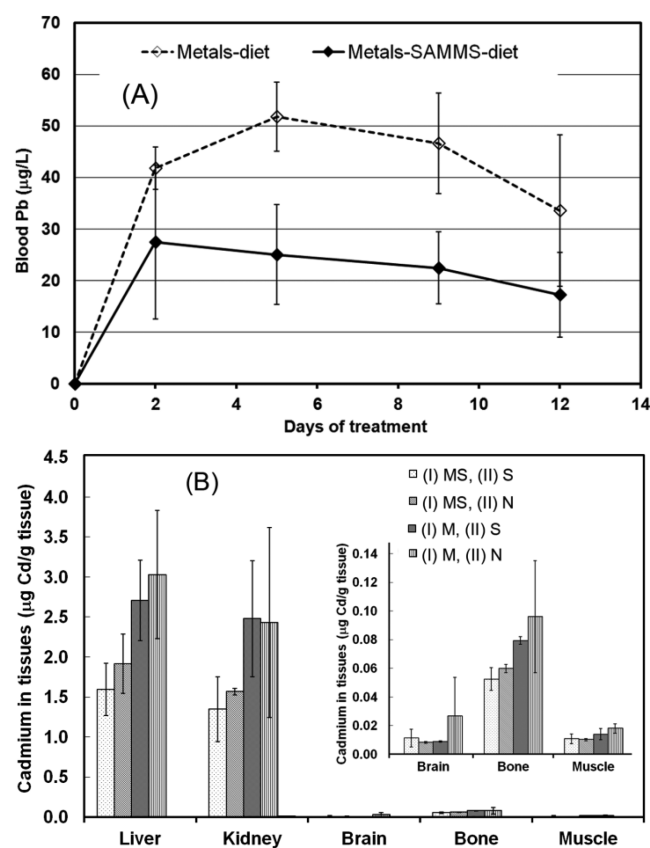 70
60
50
40
30
20
10
0
Blood Pb (µg/L)
Metals-diet
Metals-SAMMS-diet
(A)
0 2 4 6 8 10 12 14
Days of treatment
4.5
4.0
3.5
3.0
2.5
2.0
1.5
1.0
0.5
0.0
Cadmium in tissues (µg Cd/g tissue)
(B)
(I) MS, (II) S
(I) MS, (II) N
(I) M, (II) S
(I) M, (II) N
0.14
0.12
0.10
0.08
0.06
0.04
0.02
0.00
Cadmium in tissues (µg Cd/g tissue)
Brain Bone Muscle
Liver Kidney Brain Bone Muscle